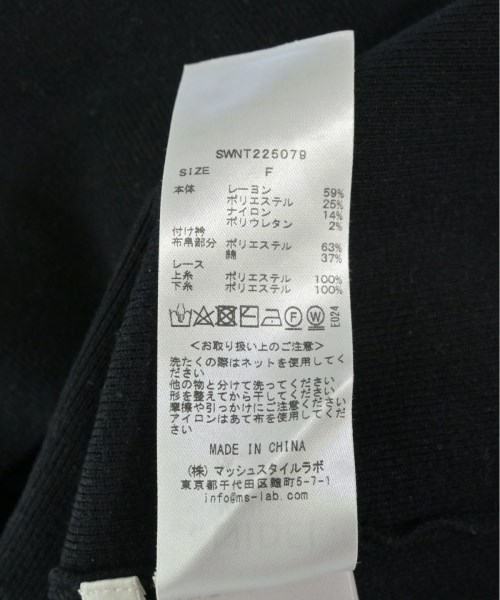 SWNT225079
SIZE F
本体 レーヨン 59%
ポリエステル 25%
ナイロン 14%
ポリウレタン 2%
付け衿
布帛部分 ポリエステル 63%
綿 37%
レース
上糸 ポリエステル 100%
下糸 ポリエステル 100%
F W E024
<お取り扱い上のご注意>
洗たくの際はネットを使用してく
ださい
他の物と分けて洗ってください
形を整えてから干してください
摩擦や引っかけにご注意ください
アイロンはあて布を使用してくだ
さい
MADE IN CHINA
(株)マッシュスタイルラボ
東京都千代田区麹町5-7-1
info@ms-lab.com